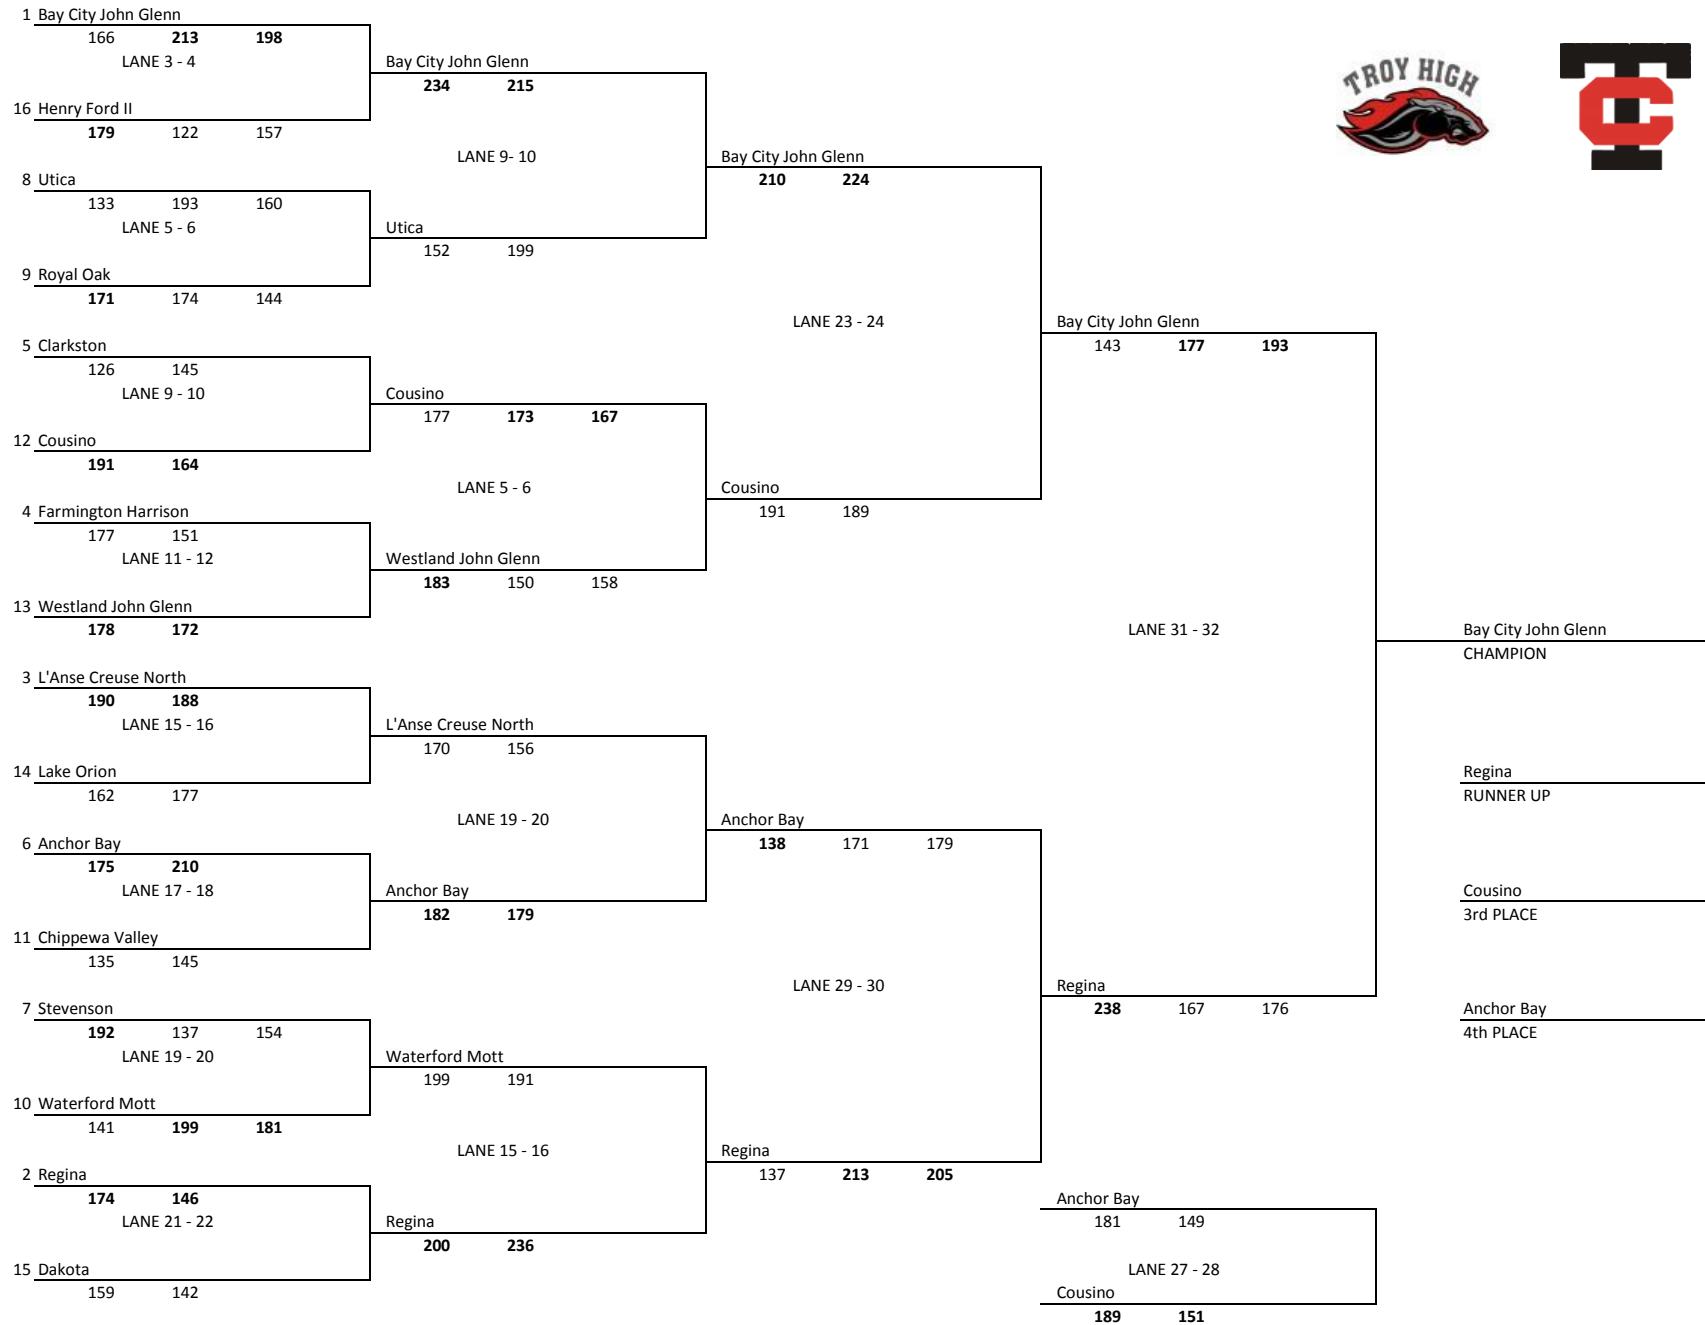 1 Bay City John Glenn
166 213 198
LANE 3 - 4
16 Henry Ford II
179 122 157
8 Utica
133 193 160
LANE 5 - 6
9 Royal Oak
171 174 144
5 Clarkston
126 145
LANE 9 - 10
12 Cousino
191 164
4 Farmington Harrison
177 151
LANE 11 - 12
13 Westland John Glenn
178 172
3 L'Anse Creuse North
190 188
LANE 15 - 16
14 Lake Orion
162 177
6 Anchor Bay
175 210
LANE 17 - 18
11 Chippewa Valley
135 145
7 Stevenson
192 137 154
LANE 19 - 20
10 Waterford Mott
141 199 181
2 Regina
174 146
LANE 21 - 22
15 Dakota
159 142
Bay City John Glenn
234 215
LANE 9- 10
Utica
152 199
Cousino
177 173 167
LANE 5 - 6
Westland John Glenn
183 150 158
L'Anse Creuse North
170 156
LANE 19 - 20
Anchor Bay
182 179
Waterford Mott
199 191
LANE 15 - 16
Regina
200 236
Bay City John Glenn
210 224
LANE 23 - 24
Cousino
191 189
Anchor Bay
138 171 179
LANE 29 - 30
Regina
137 213 205
Bay City John Glenn
143 177 193
LANE 31 - 32
Regina
238 167 176
Anchor Bay
181 149
LANE 27 - 28
Cousino
189 151
TROY HIGH
TC
Bay City John Glenn
CHAMPION
Regina
RUNNER UP
Cousino
3rd PLACE
Anchor Bay
4th PLACE